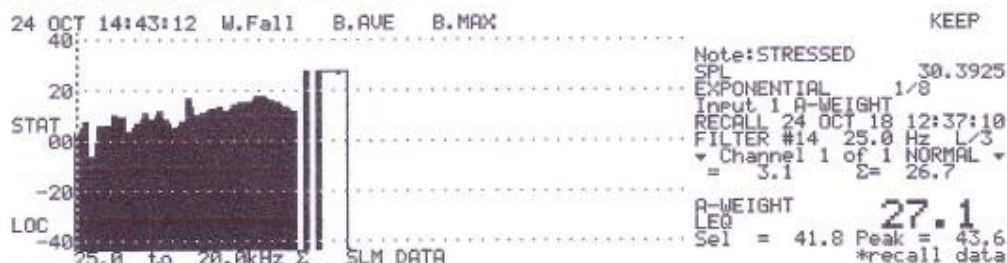 24 OCT 14:43:12 W.Fall B.AVE B.MAX KEEP
40
20
STAT
00
-20
LOC
-40
25.0 to 20.0kHz Σ SLM DATA
Note:STRESSED
SPL 30.3925
EXPONENTIAL 1/8
Input 1 A-WEIGHT
RECALL 24 OCT 18 12:37:10
FILTER #14 25.0 Hz L/3
▾ Channel 1 of 1 NORMAL ▾
= 3.1 Σ= 26.7
A-WEIGHT
LEQ 27.1
Sel = 41.8 Peak = 43.6
*recall data